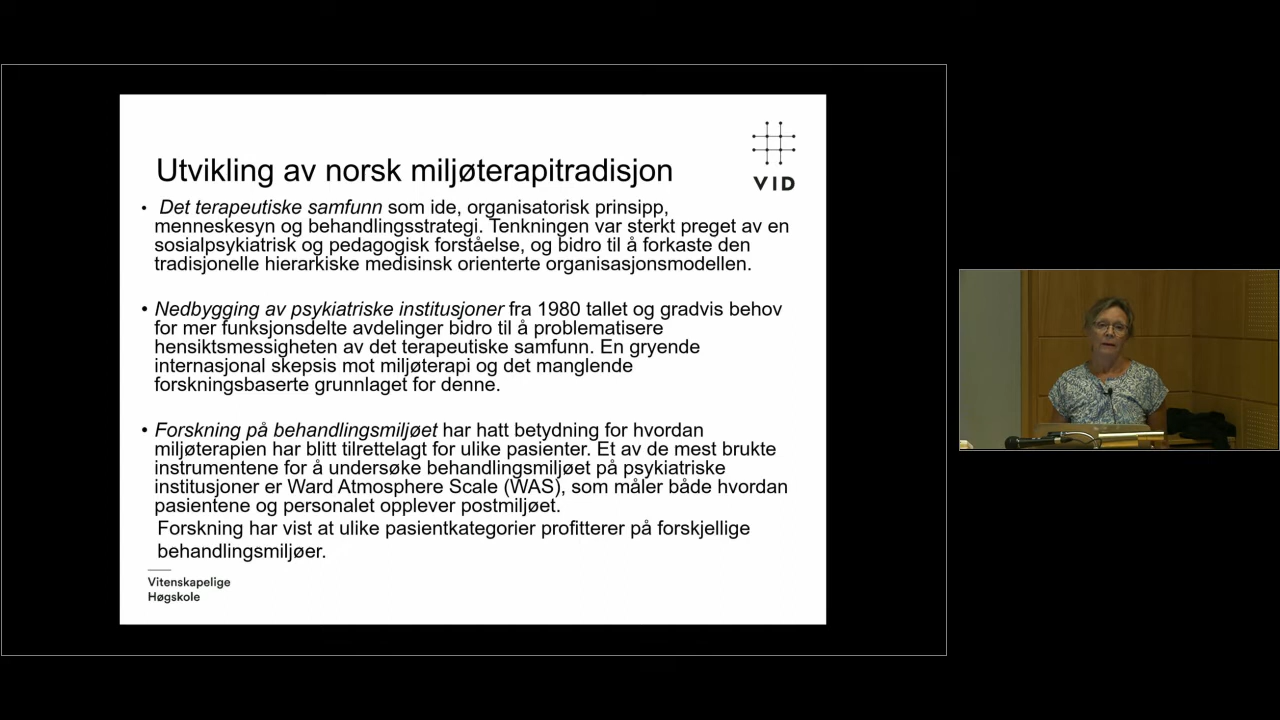 VID
Utvikling av norsk miljøterapitradisjon
• Det terapeutiske samfunn som ide, organisatorisk prinsipp,
menneskesyn og behandlingsstrategi. Tenkningen var sterkt preget av en
sosialpsykiatrisk og pedagogisk forståelse, og bidro til å forkaste den
tradisjonelle hierarkiske medisinsk orienterte organisasjonsmodellen.
• Nedbygging av psykiatriske institusjoner fra 1980 tallet og gradvis behov
for mer funksjonsdelte avdelinger bidro til å problematisere
hensiktsmessigheten av det terapeutiske samfunn. En gryende
internasjonal skepsis mot miljøterapi og det manglende
forskningsbaserte grunnlaget for denne.
• Forskning på behandlingsmiljøet har hatt betydning for hvordan
miljøterapien har blitt tilrettelagt for ulike pasienter. Et av de mest brukte
instrumentene for å undersøke behandlingsmiljøet på psykiatriske
institusjoner er Ward Atmosphere Scale (WAS), som måler både hvordan
pasientene og personalet opplever postmiljøet.
Forskning har vist at ulike pasientkategorier profitterer på forskjellige
behandlingsmiljøer.
Vitenskapelige
Høgskole